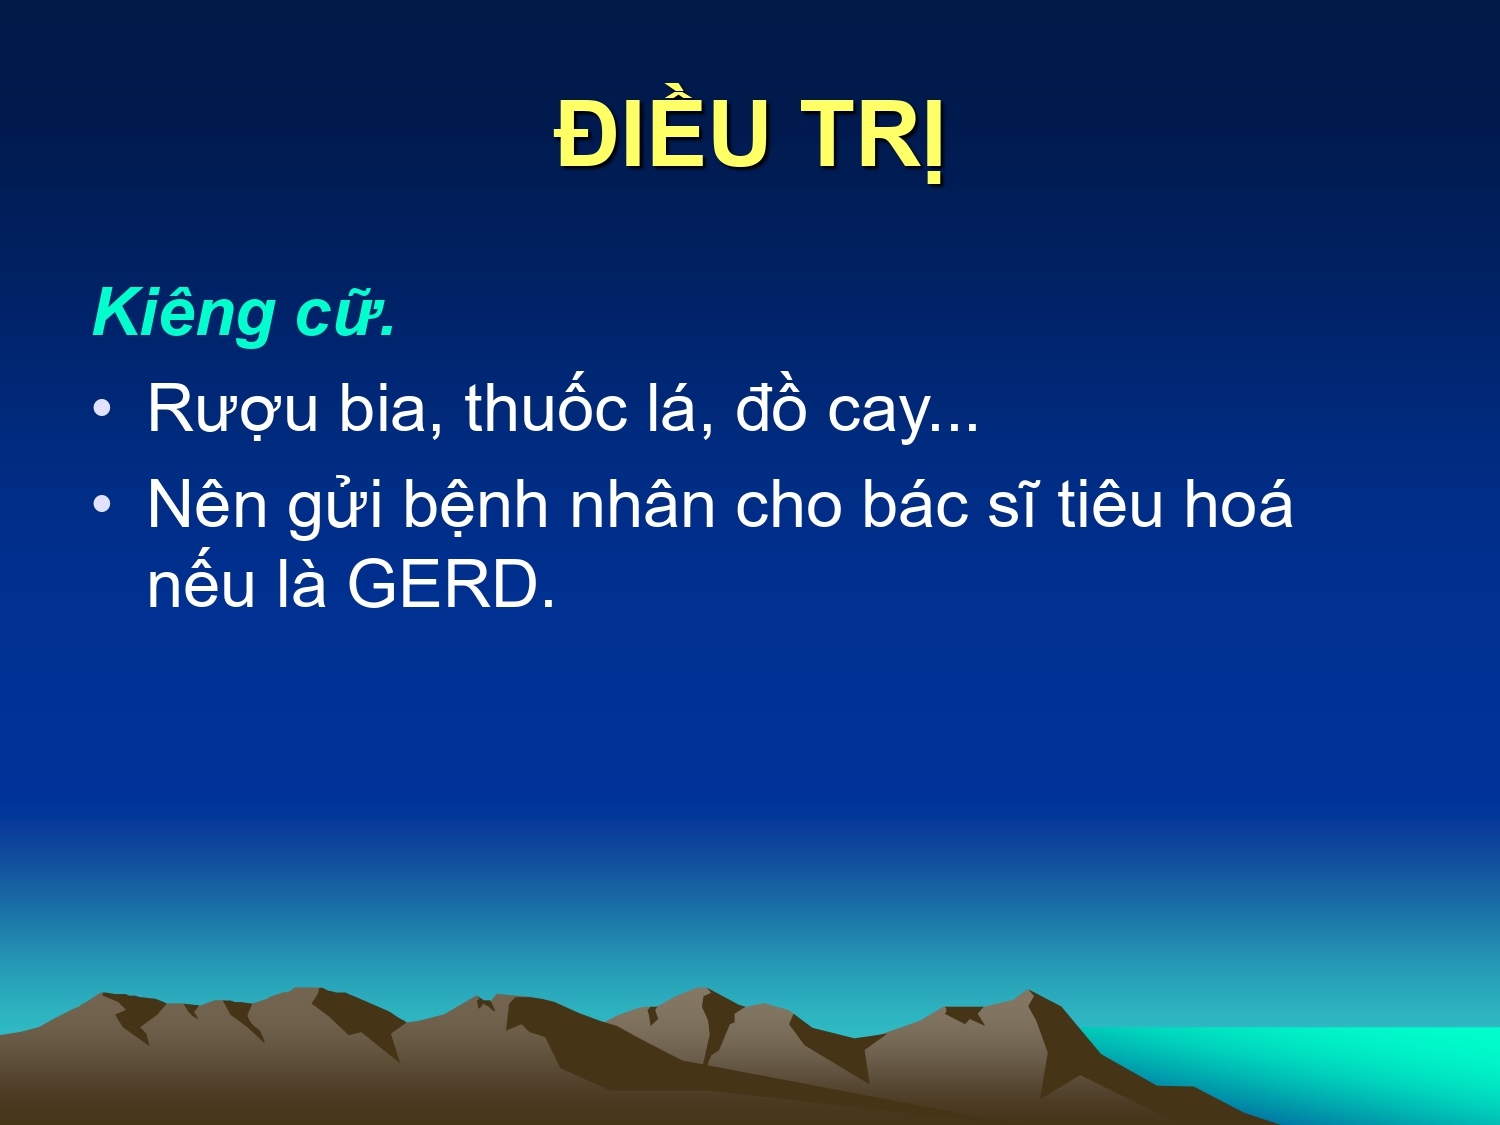 ĐIỀU TRỊ
Kiêng cữ.
• Rượu bia, thuốc lá, đồ cay...
• Nên gửi bệnh nhân cho bác sĩ tiêu hoá
nếu là GERD.